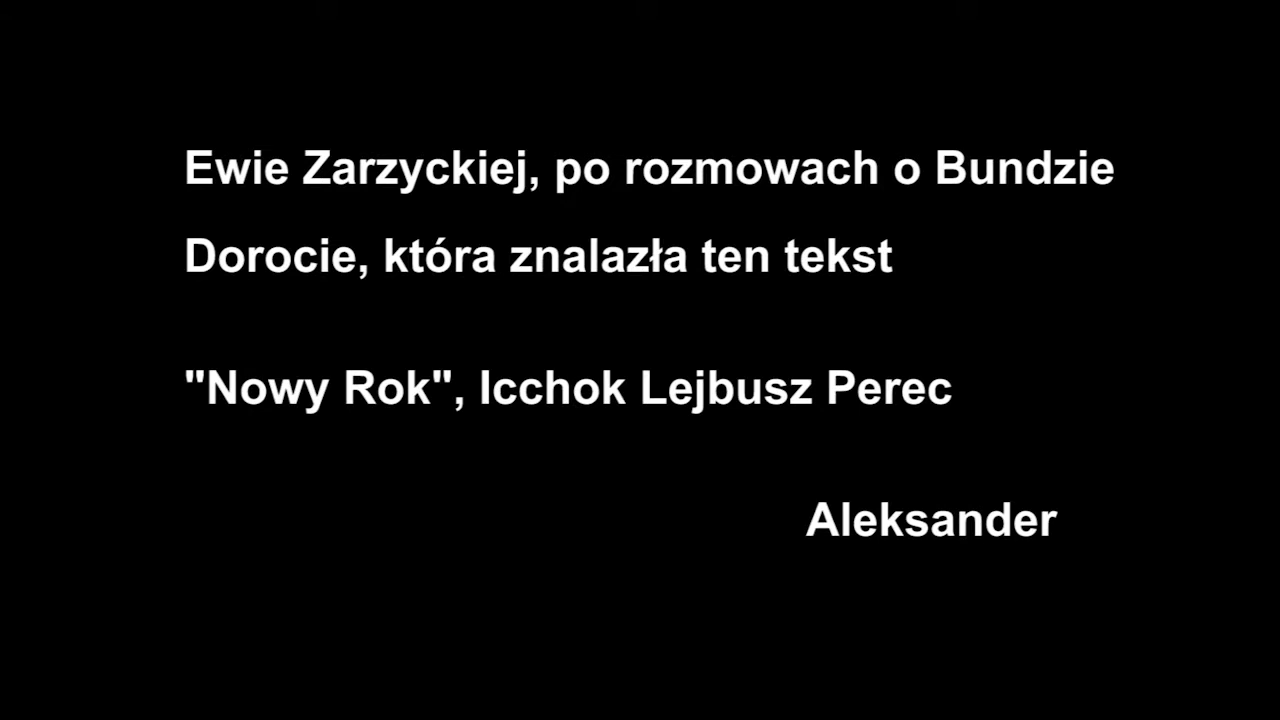 Ewie Zarzyckiej, po rozmowach o Bundzie
Dorocie, która znalazła ten tekst
"Nowy Rok", Icchok Lejbusz Perec
Aleksander